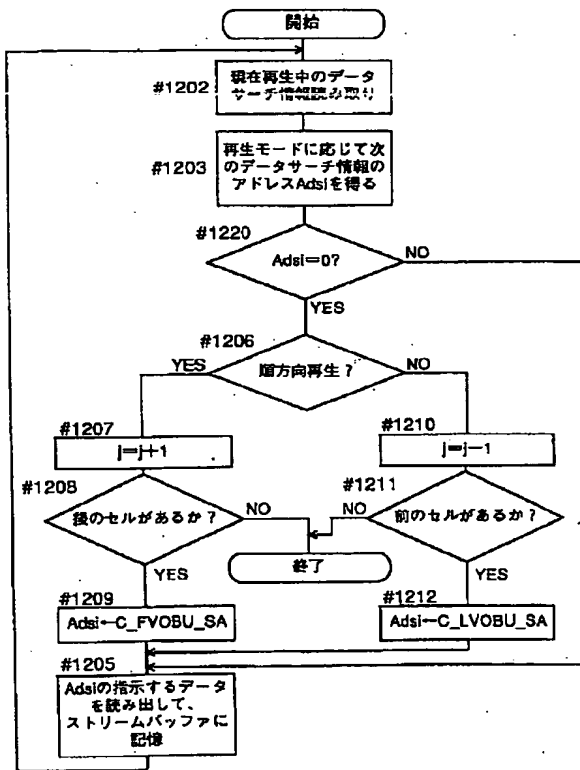 開始
#1202
現在再生中のデータ
サーチ情報読み取り
#1203
再生モードに応じて次
のデータサーチ情報の
アドレスAdsiを得る
#1220
Adsi=0?
NO
YES
#1206
順方向再生?
YES
NO
#1207
j=j+1
#1210
j=j-1
#1208
後のセルがあるか?
NO
YES
#1211
前のセルがあるか?
NO
YES
終了
#1209
Adsi←C_FVOBU_SA
#1212
Adsi←C_LVOBU_SA
#1205
Adsiの指示するデータ
を読み出して、
ストリームバッファに
記憶